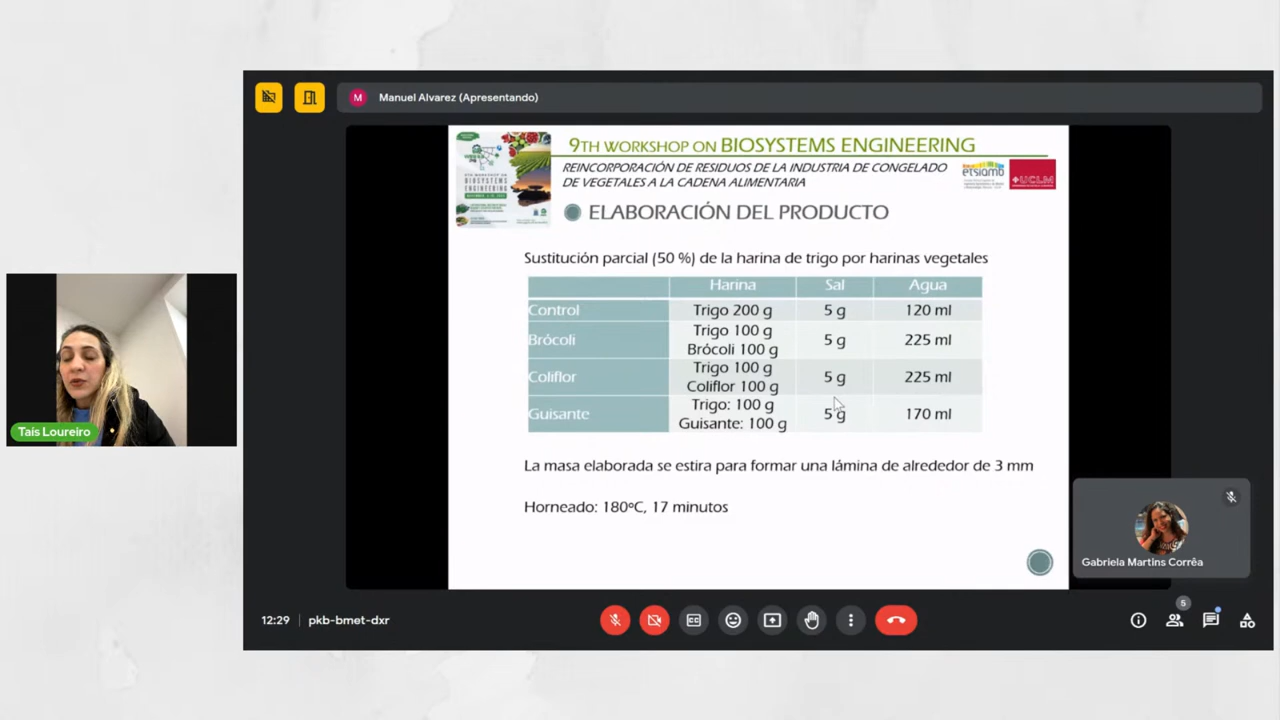 M Manuel Alvarez (Apresentando)
9TH WORKSHOP ON BIOSYSTEMS ENGINEERING
REINCORPORACIÓN DE RESIDUOS DE LA INDUSTRIA DE CONGELADO
DE VEGETALES A LA CADENA ALIMENTARIA
etsiamb
UCLM
BIOSYSTEMS
ENGINEERING
ELABORACIÓN DEL PRODUCTO
Sustitución parcial (50 %) de la harina de trigo por harinas vegetales
Harina Sal Agua
Control Trigo 200 g 5 g 120 ml
Brócoli Trigo 100 g Brócoli 100 g 5 g 225 ml
Coliflor Trigo 100 g Coliflor 100 g 5 g 225 ml
Guisante Trigo: 100 g Guisante: 100 g 5 g 170 ml
La masa elaborada se estira para formar una lámina de alrededor de 3 mm
Horneado: 180ºC, 17 minutos
Taís Loureiro
Gabriela Martins Corrêa
12:29 | pkb-bmet-dxr
5